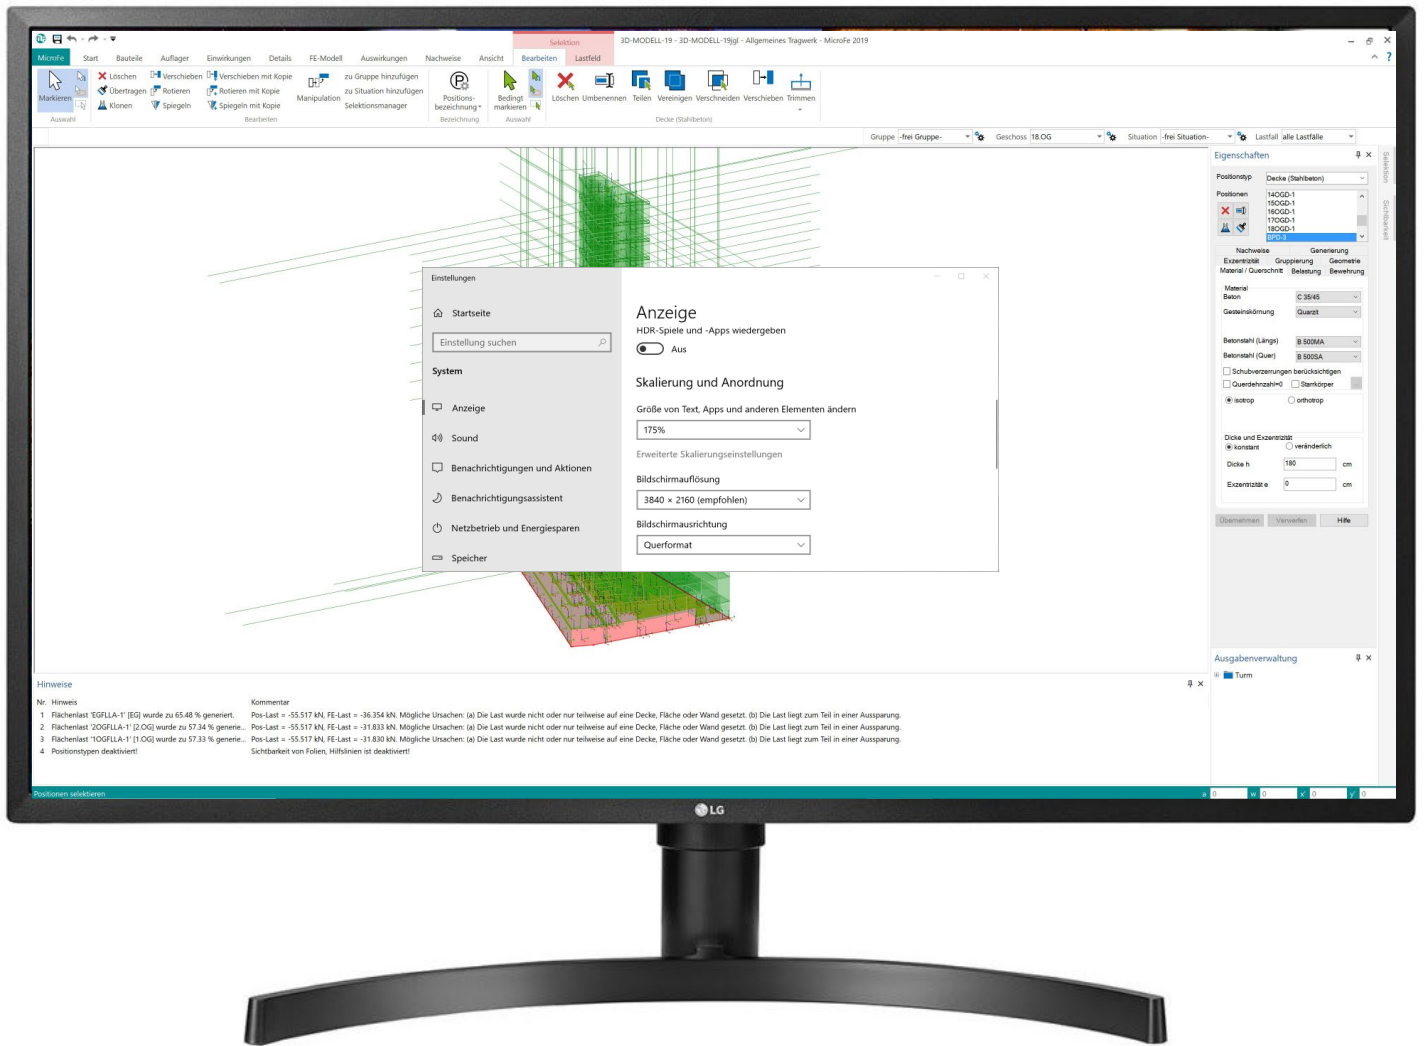 Selektion
3D-MODELL-19 - 3D-MODELL-19jgl - Allgemeines Tragwerk - MicroFe 2019
MicroFe Start Bauteile Auflager Einwirkungen Details FE-Modell Auswirkungen Nachweise Ansicht Bearbeiten Lastfeld
Löschen Verschieben Verschieben mit Kopie zu Gruppe hinzufügen
Übertragen Rotieren Rotieren mit Kopie zu Situation hinzufügen
Klonen Spiegeln Spiegeln mit Kopie Selektionsmanager
Markieren Manipulation Positions-bezeichnung Bedingt markieren Löschen Umbenennen Teilen Vereinigen Verschneiden Verschieben Trimmen
Auswahl Bearbeiten Bezeichnung Auswahl Decke (Stahlbeton)
Gruppe -frei Gruppe- Geschoss 18.OG Situation -frei Situation- Lastfall alle Lastfälle
Einstellungen
Startseite
Einstellung suchen
System
Anzeige
Sound
Benachrichtigungen und Aktionen
Benachrichtigungsassistent
Netzbetrieb und Energiesparen
Speicher
Anzeige
HDR-Spiele und -Apps wiedergeben
Aus
Skalierung und Anordnung
Größe von Text, Apps und anderen Elementen ändern
175%
Erweiterte Skalierungseinstellungen
Bildschirmauflösung
3840 × 2160 (empfohlen)
Bildschirmausrichtung
Querformat
Eigenschaften
Positionstyp Decke (Stahlbeton)
Positionen 14OGD-1
15OGD-1
16OGD-1
17OGD-1
18OGD-1
BPD-3
Nachweise Generierung
Exzentrizität Gruppierung Geometrie
Material / Querschnitt Belastung Bewehrung
Material
Beton C 35/45
Gesteinskörnung Quarzit
Betonstahl (Längs) B 500MA
Betonstahl (Quer) B 500SA
Schubverzerrungen berücksichtigen
Querdehnzahl=0 Starrkörper ...
isotrop orthotrop
Dicke und Exzentrizität
konstant veränderlich
Dicke h 180 cm
Exzentrizität e 0 cm
Übernehmen Verwerfen Hilfe
Selektion
Sichtbarkeit
Ausgabenverwaltung
Turm
Hinweise
Nr. Hinweis Kommentar
1 Flächenlast 'EGFLLA-1' [EG] wurde zu 65.48 % generiert. Pos-Last = -55.517 kN, FE-Last = -36.354 kN. Mögliche Ursachen: (a) Die Last wurde nicht oder nur teilweise auf eine Decke, Fläche oder Wand gesetzt. (b) Die Last liegt zum Teil in einer Aussparung.
2 Flächenlast '2OGFLLA-1' [2.OG] wurde zu 57.34 % generie... Pos-Last = -55.517 kN, FE-Last = -31.833 kN. Mögliche Ursachen: (a) Die Last wurde nicht oder nur teilweise auf eine Decke, Fläche oder Wand gesetzt. (b) Die Last liegt zum Teil in einer Aussparung.
3 Flächenlast '1OGFLLA-1' [1.OG] wurde zu 57.33 % generie... Pos-Last = -55.517 kN, FE-Last = -31.830 kN. Mögliche Ursachen: (a) Die Last wurde nicht oder nur teilweise auf eine Decke, Fläche oder Wand gesetzt. (b) Die Last liegt zum Teil in einer Aussparung.
4 Positionstypen deaktiviert! Sichtbarkeit von Folien, Hilfslinien ist deaktiviert!
Positionen selektieren a 0 w 0 x' 0 y' 0
LG